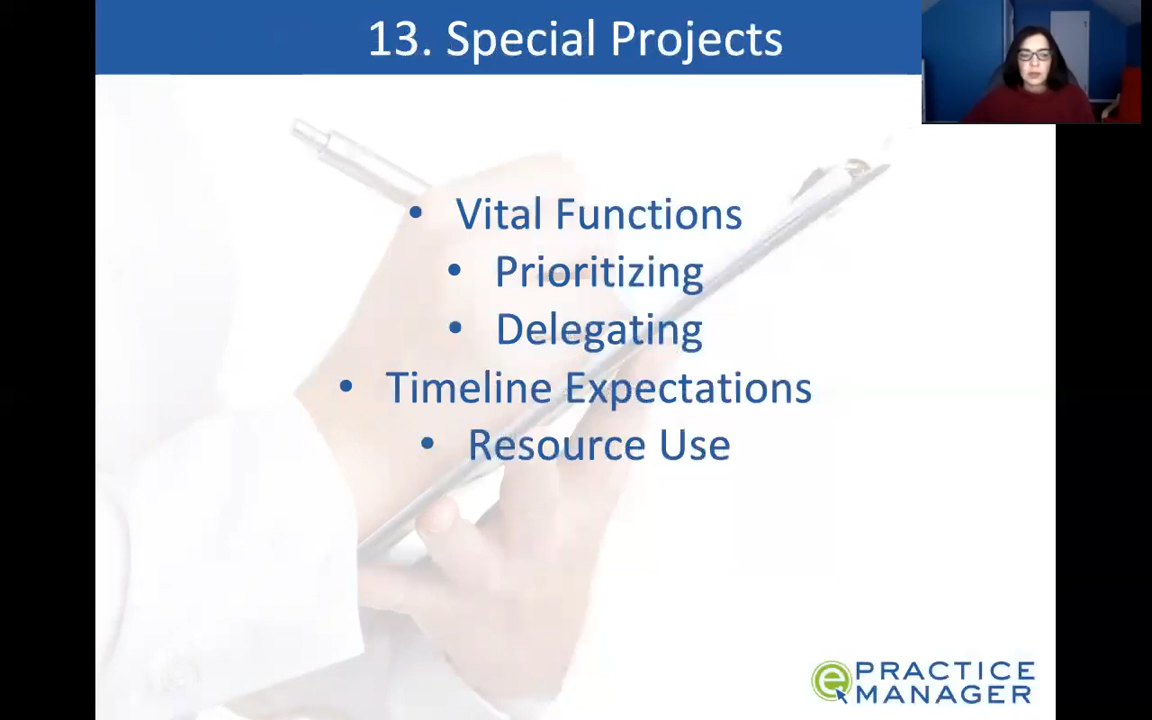 13. Special Projects
• Vital Functions
• Prioritizing
• Delegating
• Timeline Expectations
• Resource Use
e PRACTICE
MANAGER